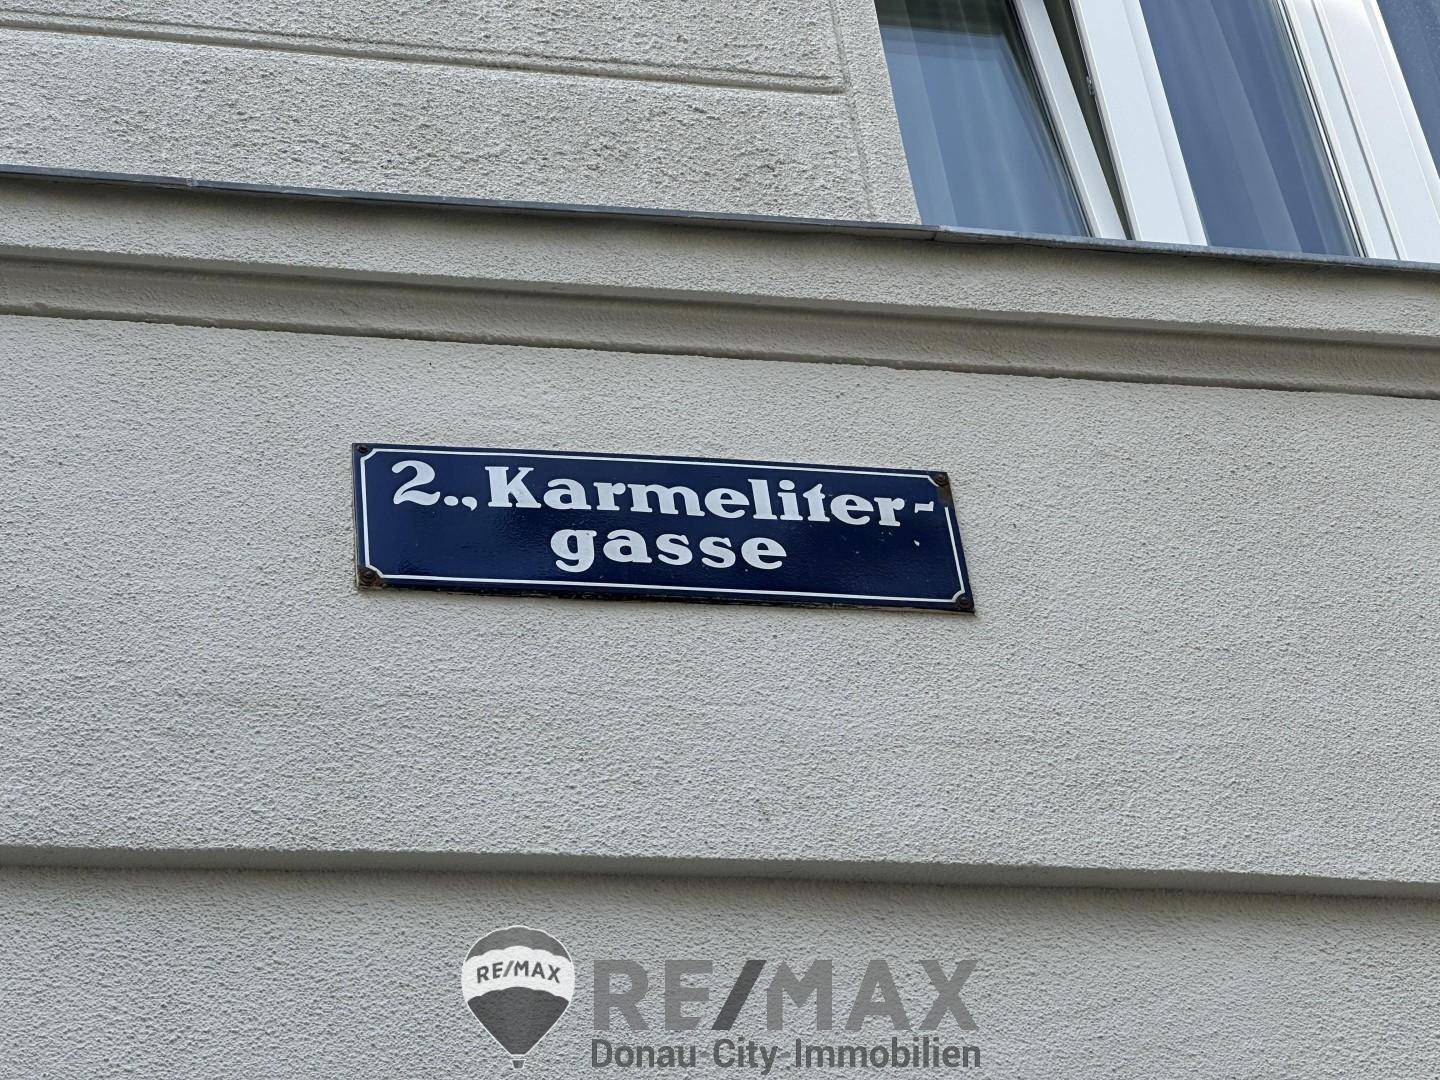 2., Karmeliter-
gasse
RE/MAX
RE/MAX
Donau-City-Immobilien